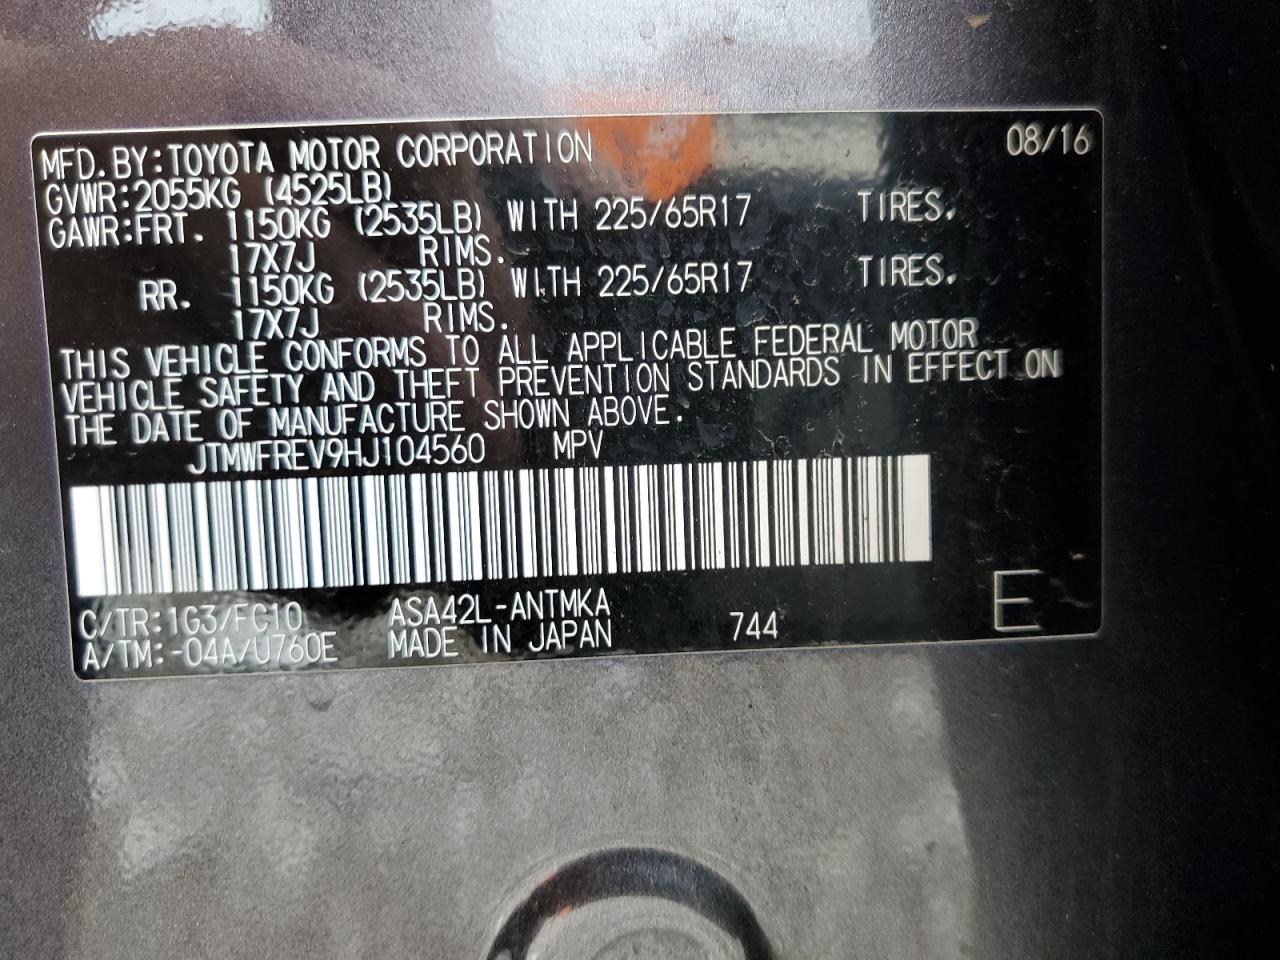 MFD.BY:TOYOTA MOTOR CORPORATION 08/16
GVWR:2055KG (4525LB)
GAWR:FRT. 1150KG (2535LB) WITH 225/65R17 TIRES.
17X7J RIMS.
RR. 1150KG (2535LB) WITH 225/65R17 TIRES.
17X7J RIMS.
THIS VEHICLE CONFORMS TO ALL APPLICABLE FEDERAL MOTOR
VEHICLE SAFETY AND THEFT PREVENTION STANDARDS IN EFFECT ON
THE DATE OF MANUFACTURE SHOWN ABOVE.
JTMWFREV9HJ104560 MPV
C/TR:1G3/FC10 ASA42L-ANTMKA
A/TM:-04A/U760E MADE IN JAPAN 744 E